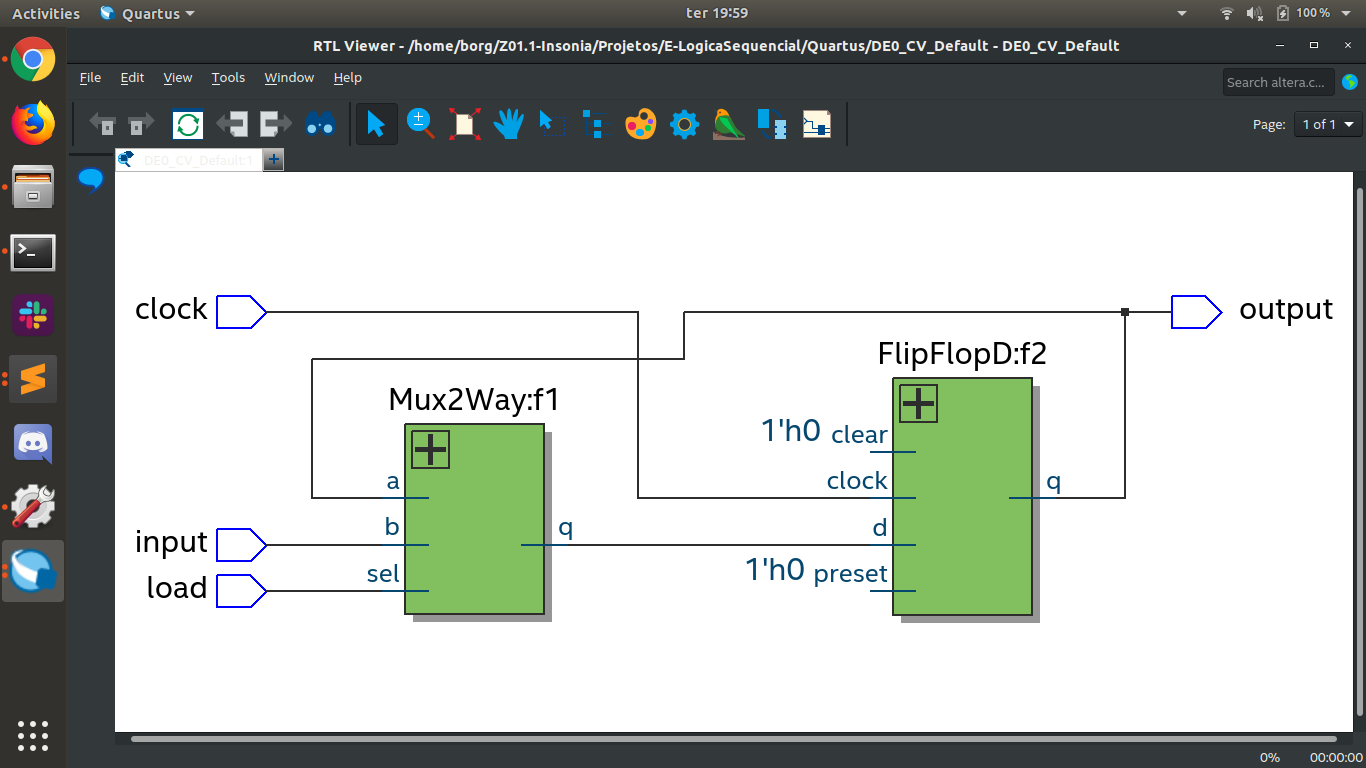 Activities Quartus ter 19:59 100 %
RTL Viewer - /home/borg/Z01.1-Insonia/Projetos/E-LogicaSequencial/Quartus/DE0_CV_Default - DE0_CV_Default
File Edit View Tools Window Help
Search altera.c...
Page: 1 of 1
DE0_CV_Default:1
clock
output
FlipFlopD:f2
Mux2Way:f1
1'h0 clear
a
clock
q
b
q
d
input
sel
1'h0 preset
load
0% 00:00:00